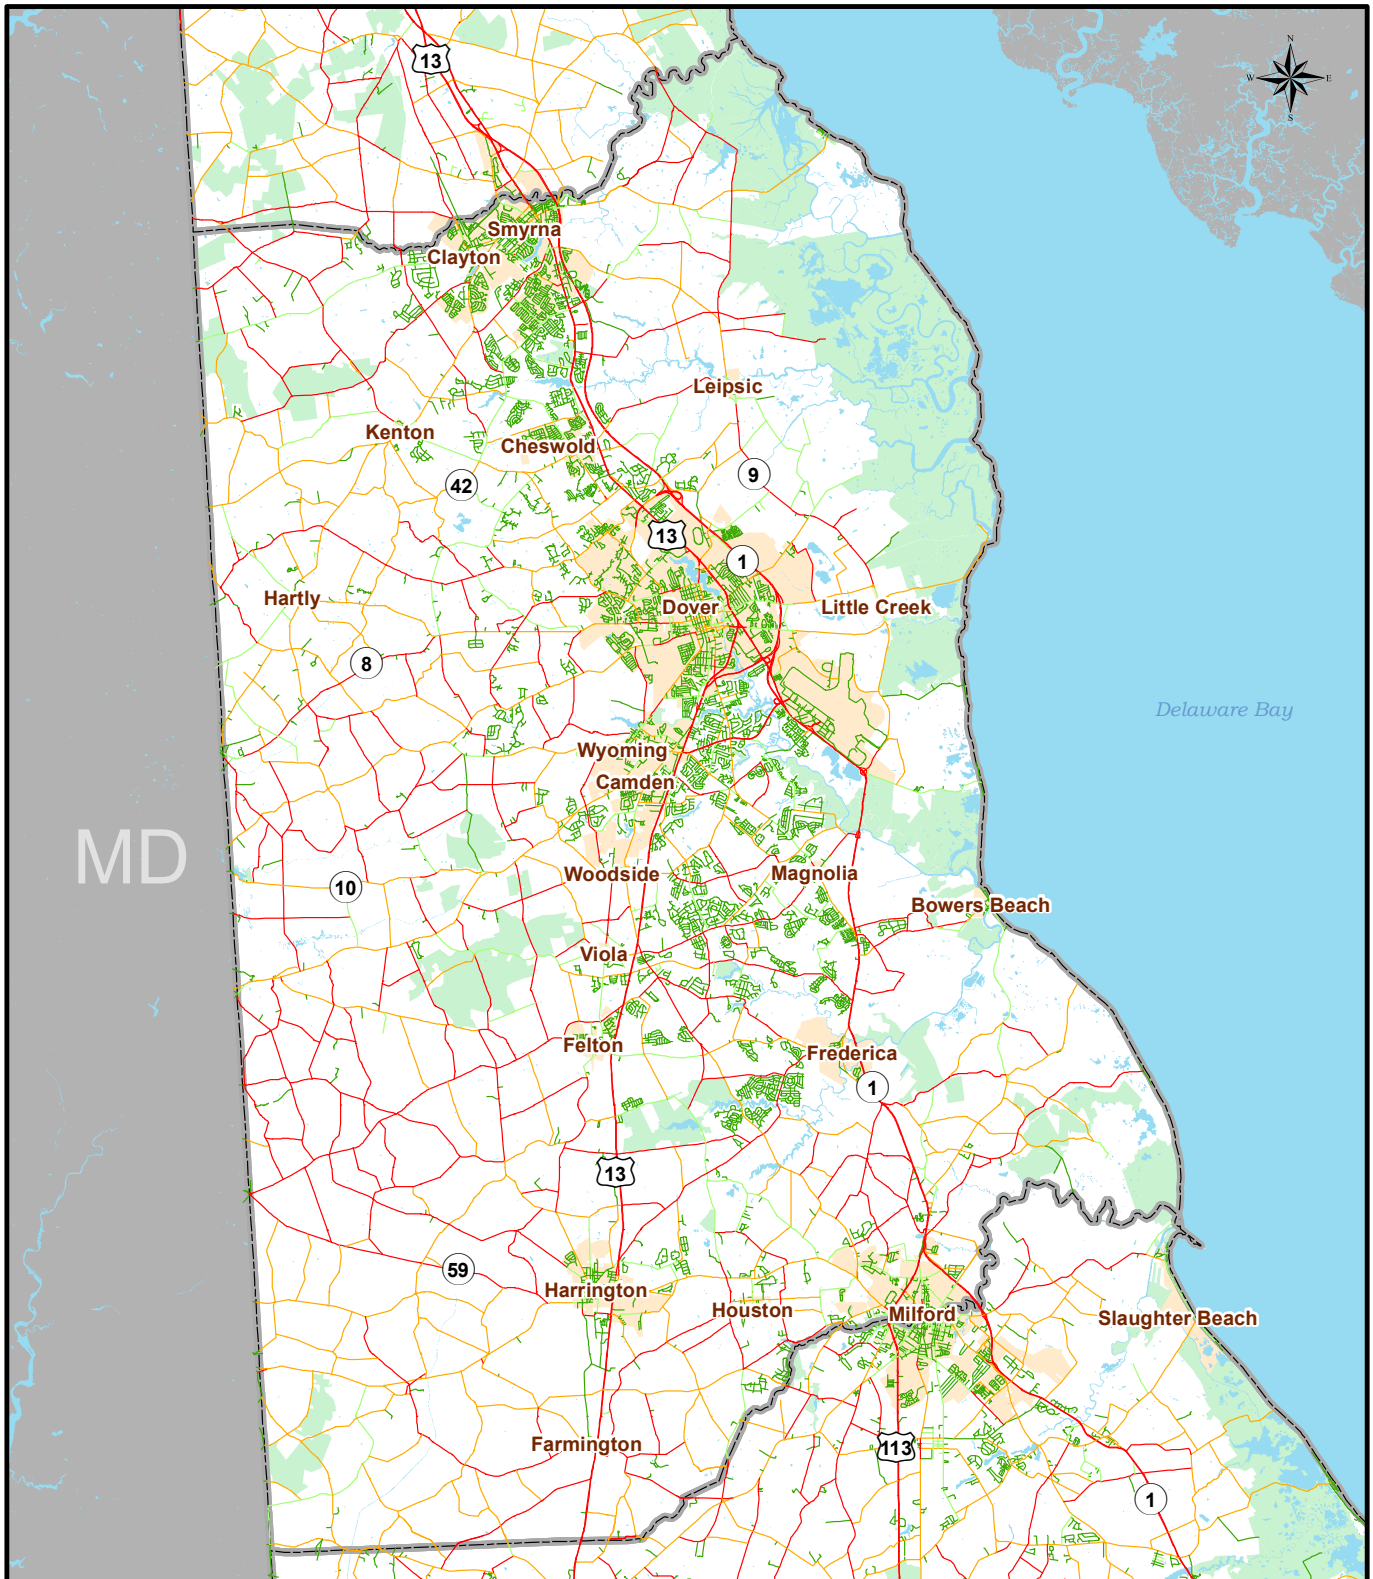 N
13
W
E
S
Smyrna
Clayton
Leipsic
Kenton
Cheswold
9
42
13
1
Hartly
Dover
Little Creek
8
Delaware Bay
Wyoming
Camden
MD
Woodside
Magnolia
10
Bowers Beach
Viola
Felton
Frederica
1
13
59
Harrington
Houston
Milford
Slaughter Beach
Farmington
113
1